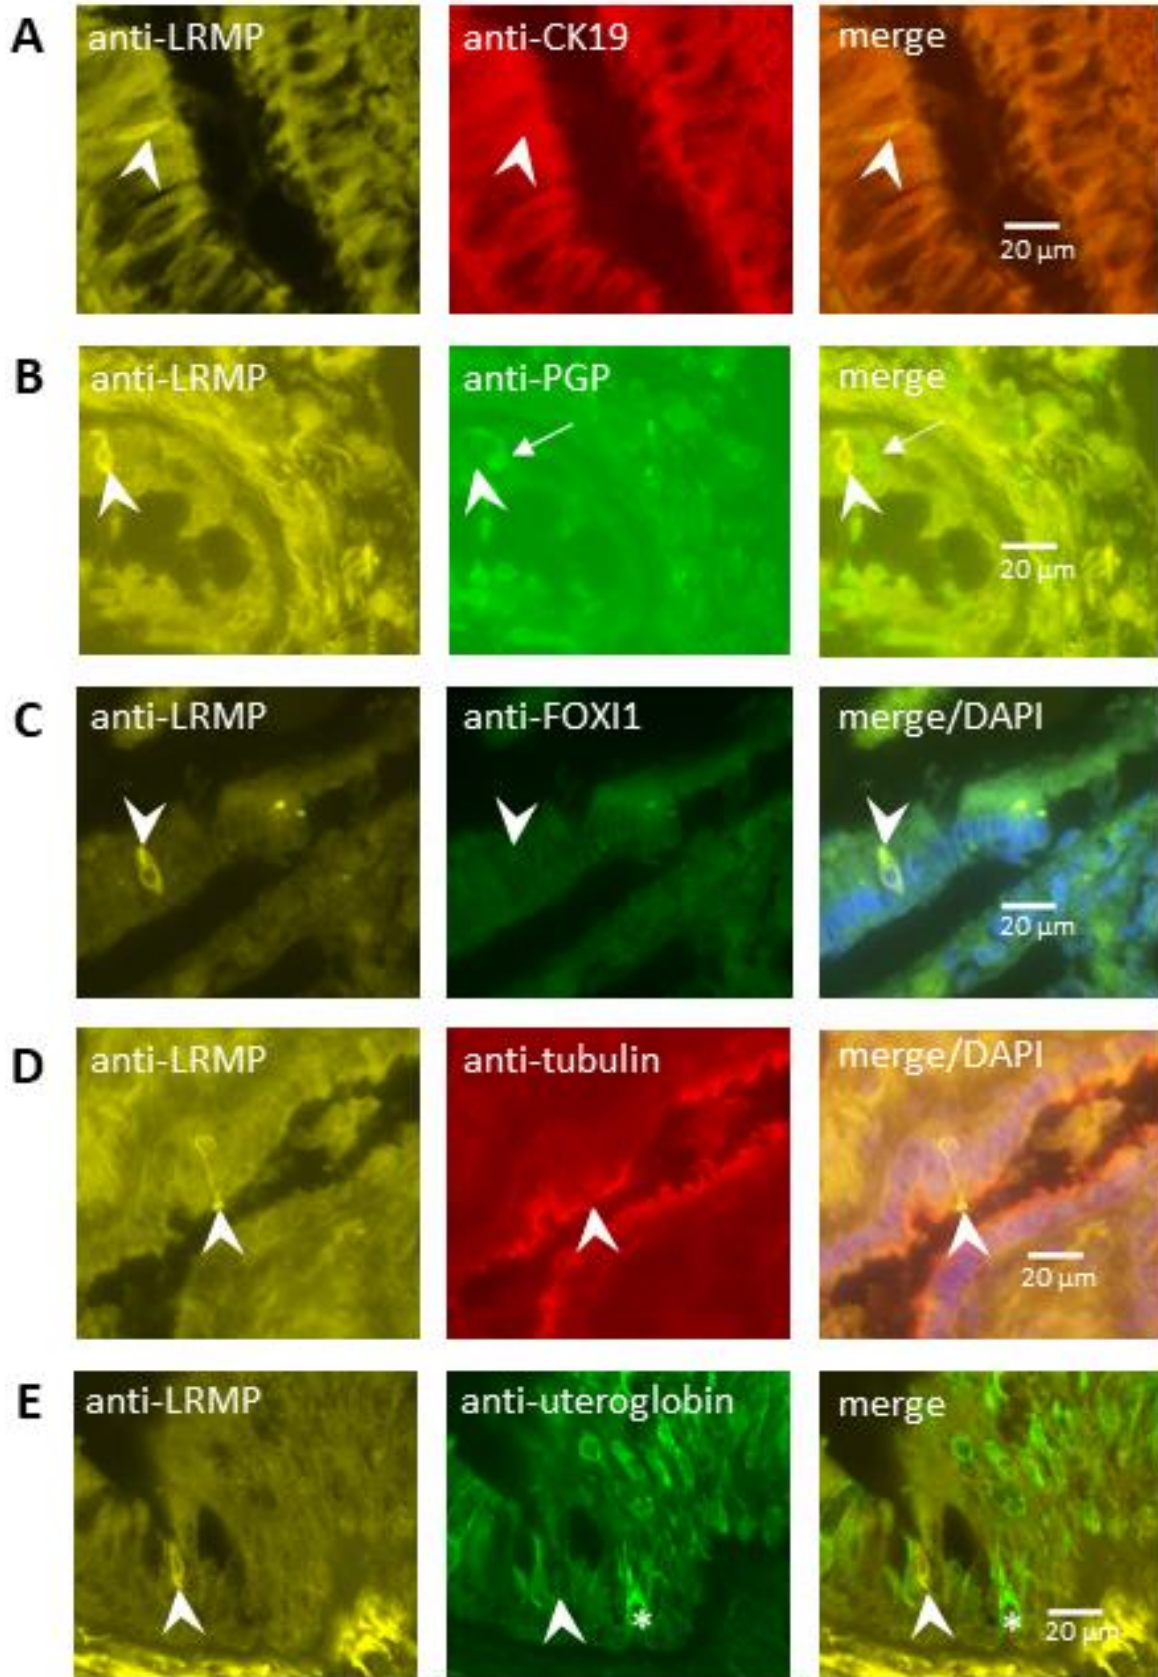 A anti-LRMP anti-CK19 merge
20 µm
B anti-LRMP anti-PGP merge
20 µm
C anti-LRMP anti-FOXI1 merge/DAPI
20 µm
D anti-LRMP anti-tubulin merge/DAPI
20 µm
E anti-LRMP anti-uteroglobin merge
* *
20 µm